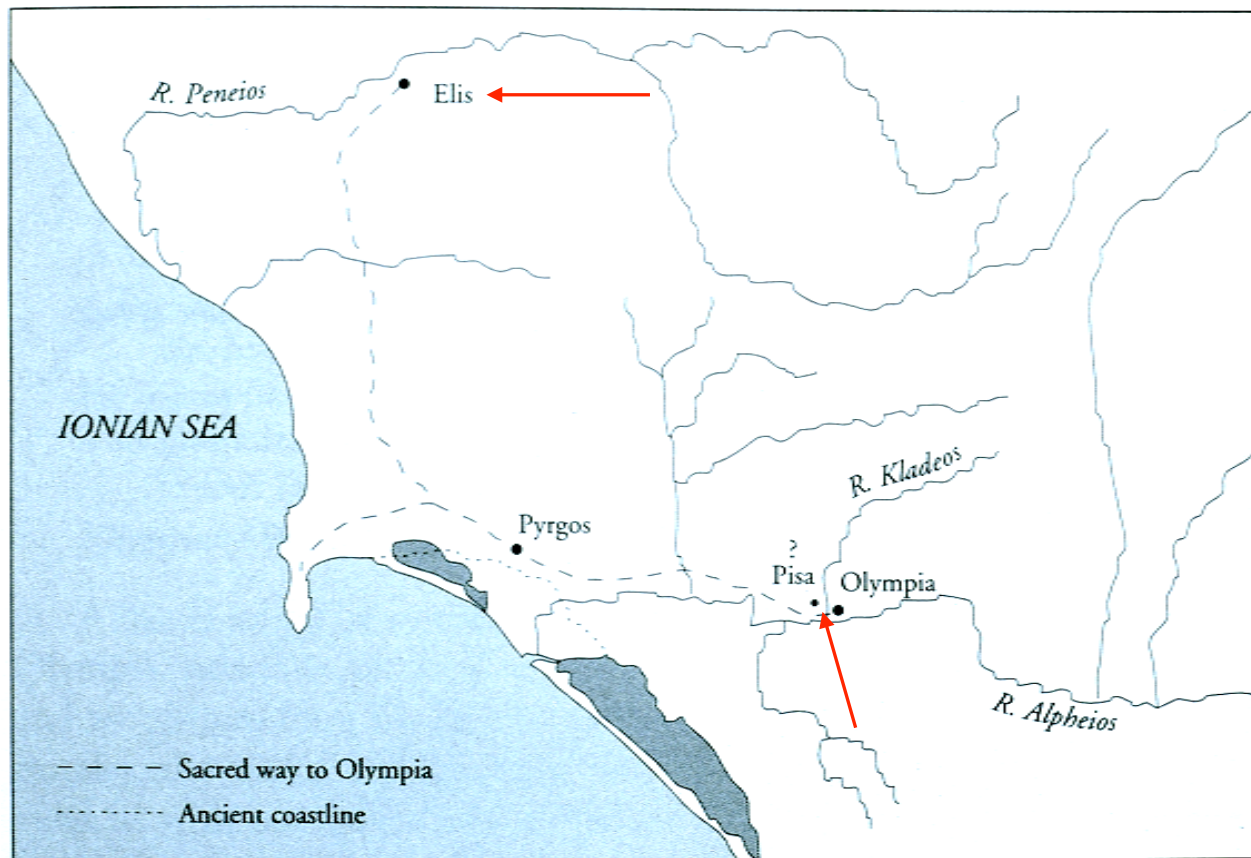 R. Peneios
Elis
IONIAN SEA
R. Kladeos
Pyrgos
?
Pisa
Olympia
R. Alpheios
Sacred way to Olympia
Ancient coastline